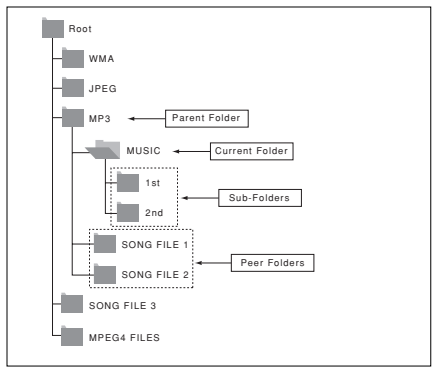 Root
WMA
JPEG
MP3
Parent Folder
MUSIC
Current Folder
1st
Sub-Folders
2nd
SONG FILE 1
Peer Folders
SONG FILE 2
SONG FILE 3
MPEG4 FILES